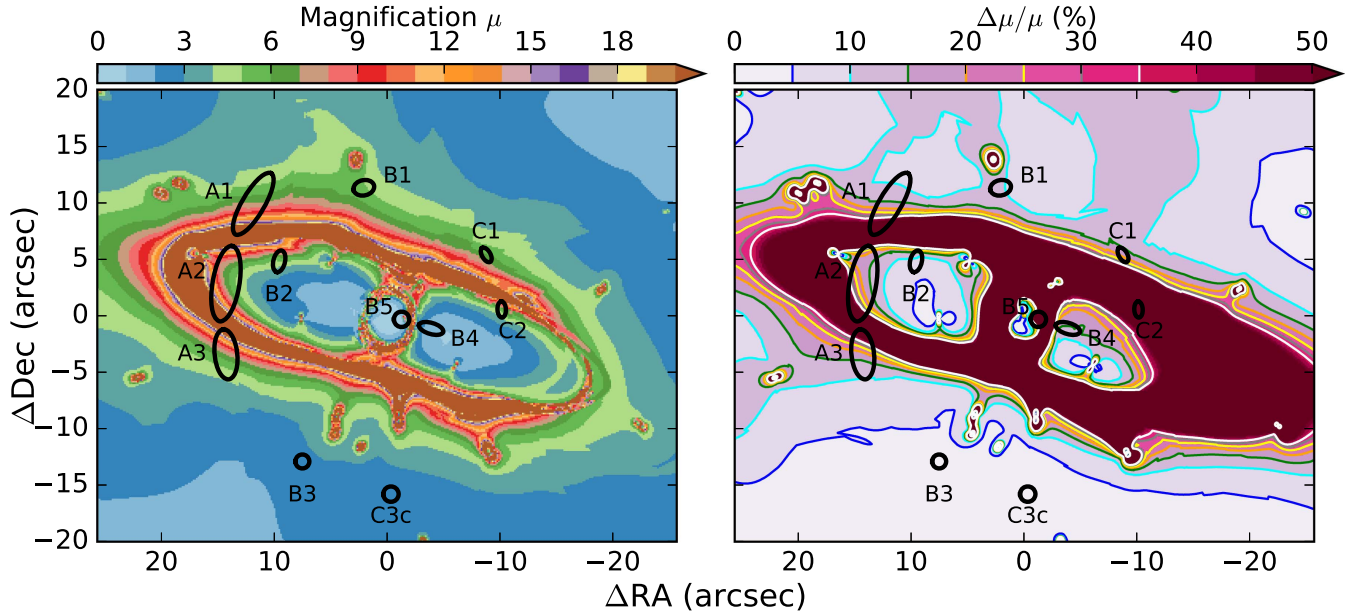 Magnification μ
Δμ/μ (%)
0 3 6 9 12 15 18
0 10 20 30 40 50
20
15
10
5
0
−5
−10
−15
−20
A1
B1
C1
A2
B2
B5
B4
C2
A3
B3
C3c
A1
B1
C1
A2
B2
B5
B4
C2
A3
B3
C3c
20 10 0 −10 −20
20 10 0 −10 −20
ΔDec (arcsec)
ΔRA (arcsec)